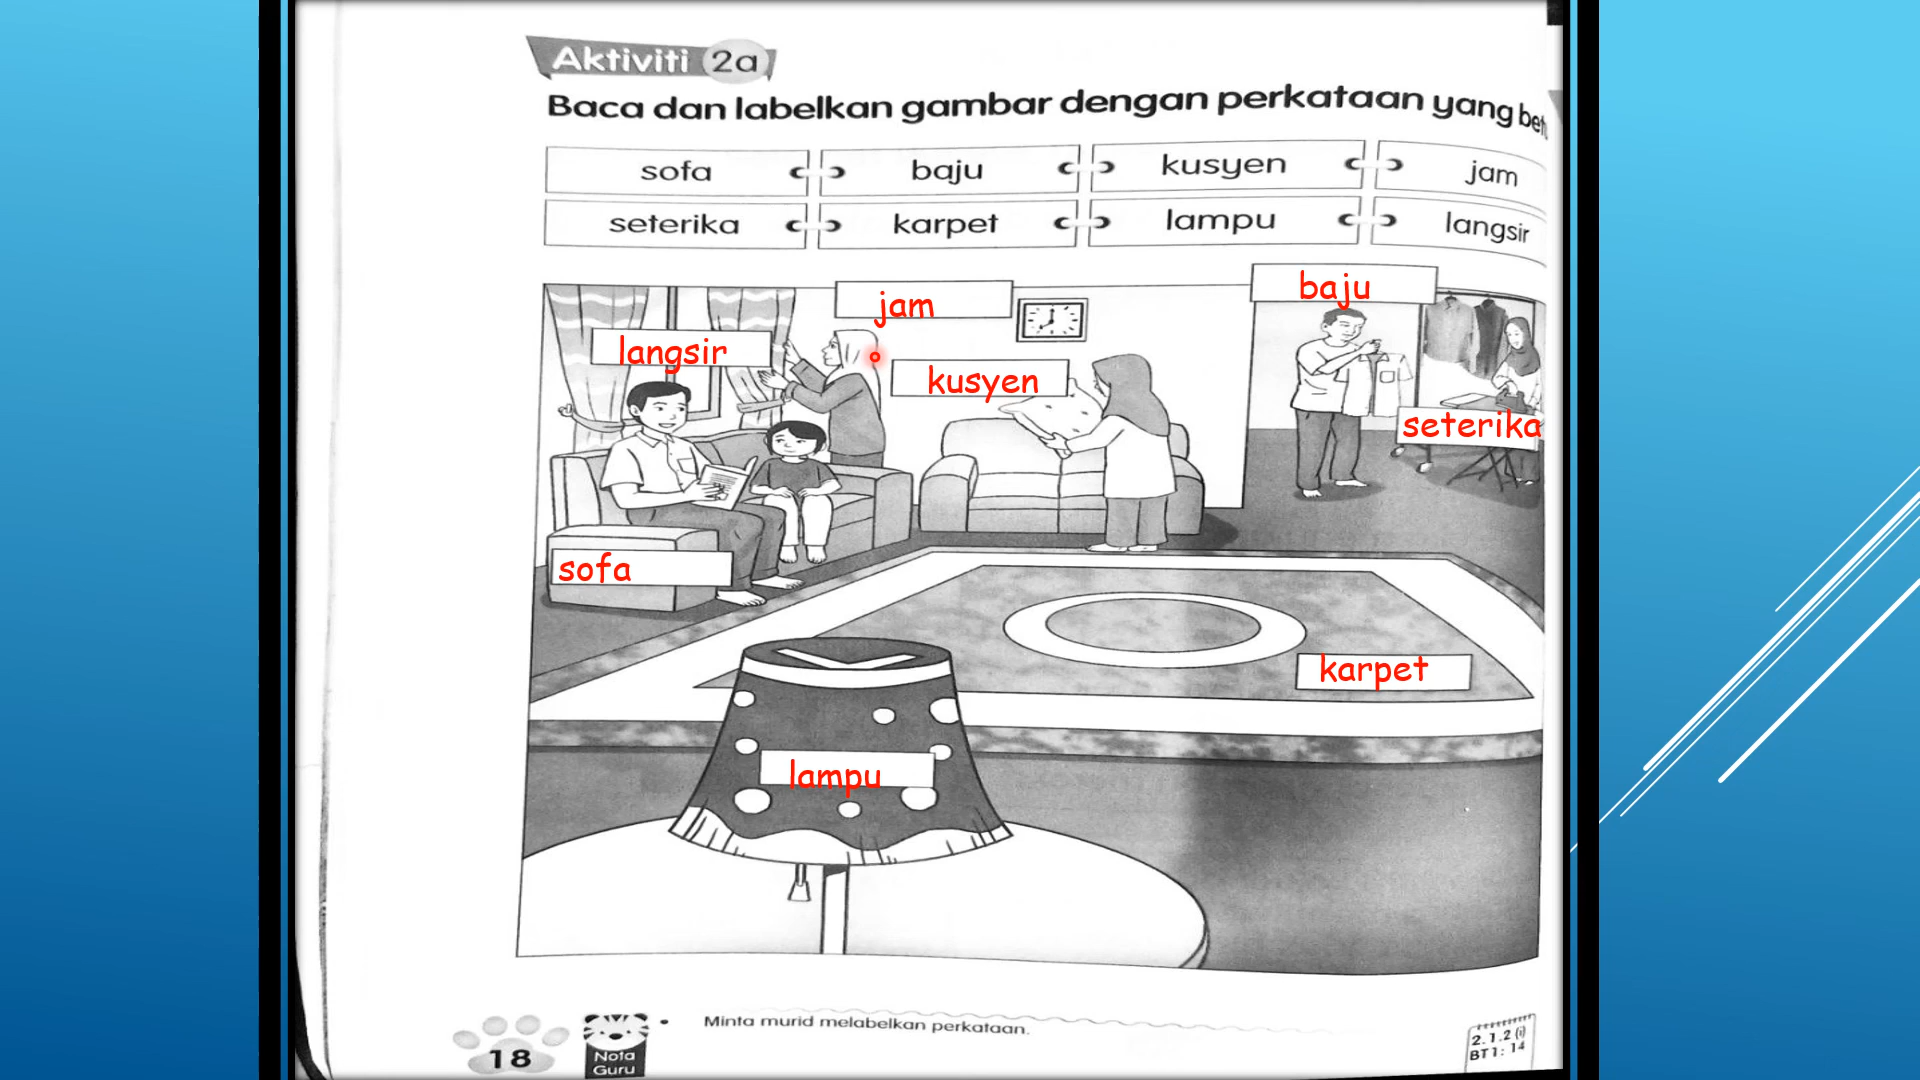 Aktiviti 2a
Baca dan labelkan gambar dengan perkataan yang
sofa baju kusyen jam
seterika karpet lampu langsir
baju
jam
langsir
kusyen
seterika
sofa
karpet
lampu
Minta murid melabelkan perkataan.
18
Nota
Guru
2.1.2 (i)
BT1: 14